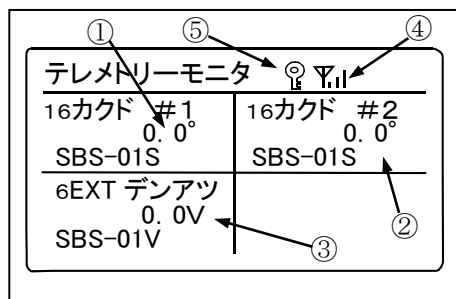 ① ⑤ ④
テレメトリーモニタ
16カクド #1
0. 0°
SBS-01S
16カクド #2
0. 0°
SBS-01S
②
6EXT デンアツ
0. 0V
SBS-01V
③